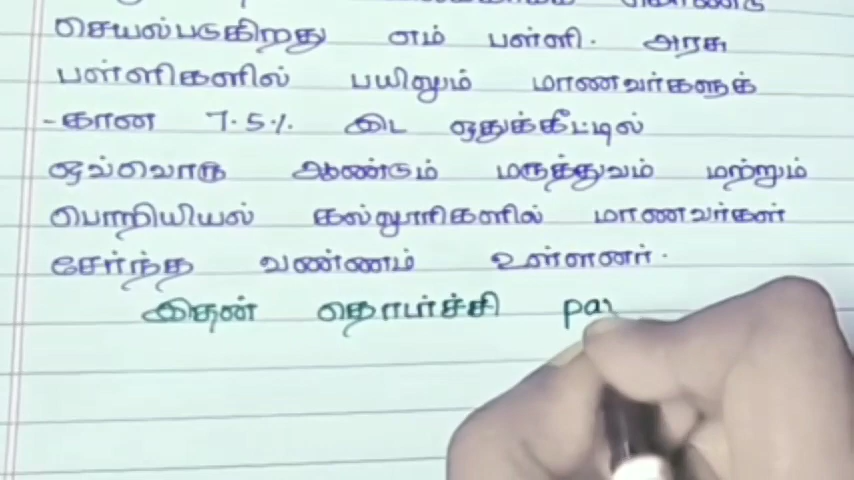 செயல்படுகிறது எம் பள்ளி. அரசு
பள்ளிகளில் பயிலும் மாணவர்களுக்
-கான 7.5% இட ஒதுக்கீட்டில்
ஒவ்வொரு ஆண்டும் மருத்துவம் மற்றும்
பொறியியல் கல்லூரிகளில் மாணவர்கள்
சேர்ந்த வண்ணம் உள்ளனர்.
இதன் தொடர்ச்சி par